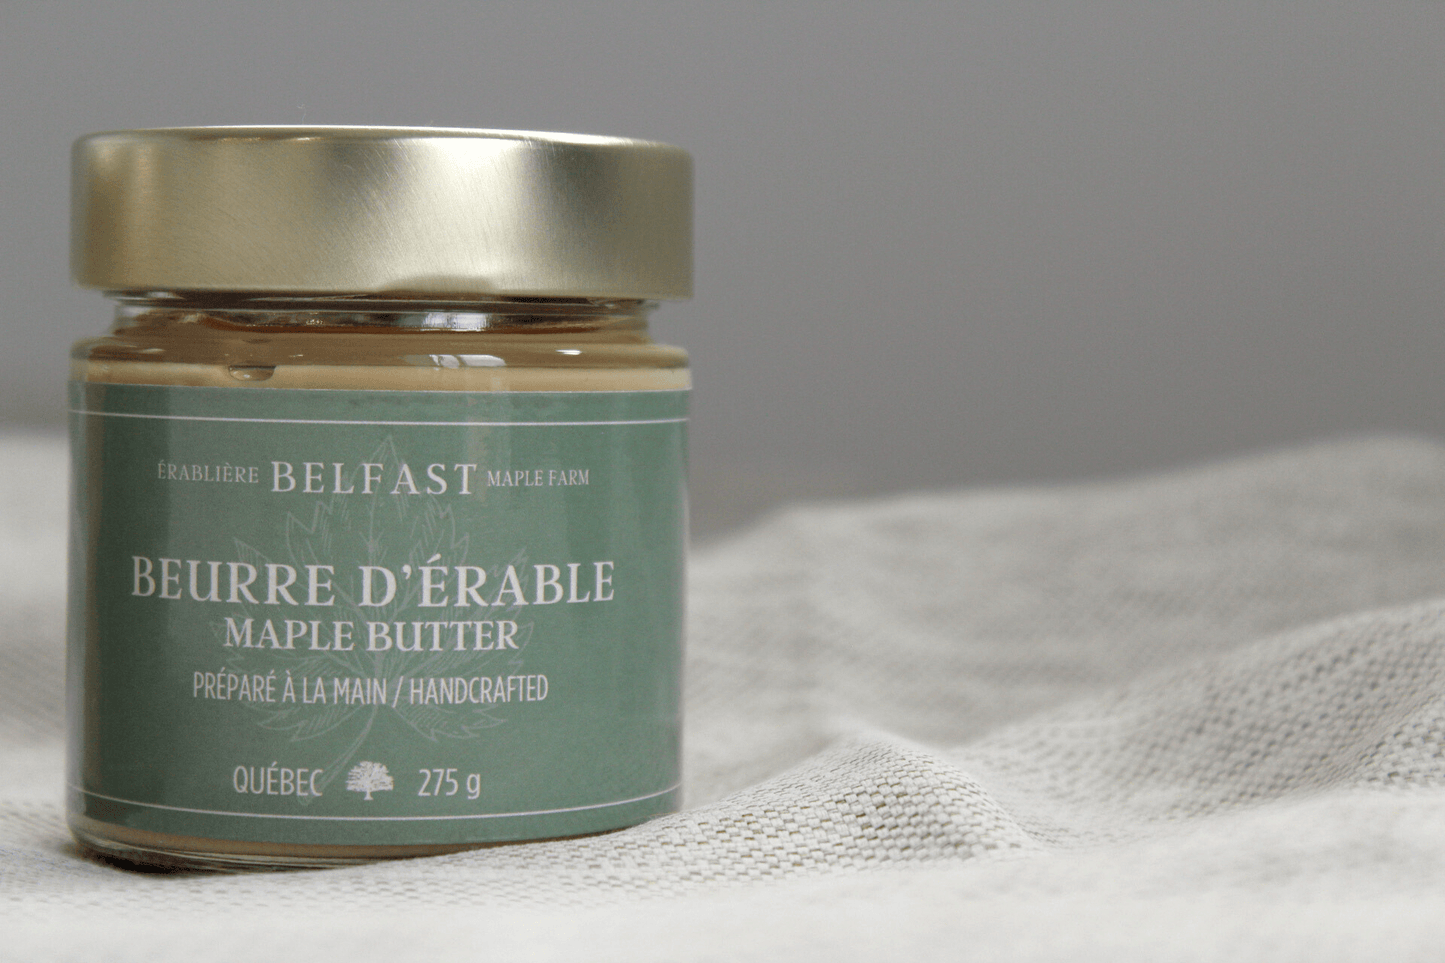 ÉRABLIÈRE BELFAST MAPLE FARM
BEURRE D'ÉRABLE
MAPLE BUTTER
PRÉPARÉ À LA MAIN / HANDCRAFTED
QUÉBEC 275 g